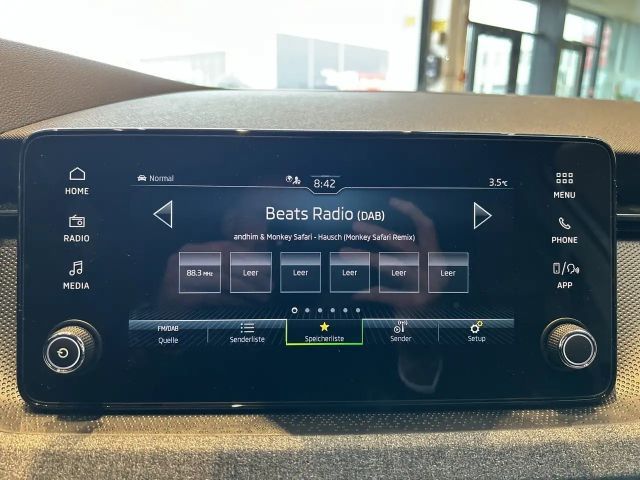 Normal
8:42
3.5°C
HOME
RADIO
MEDIA
Beats Radio (DAB)
andhim & Monkey Safari - Hausch (Monkey Safari Remix)
88.3 MHz
Leer
Leer
Leer
Leer
Leer
MENU
PHONE
APP
FM/DAB
Quelle
Senderliste
Speicherliste
Sender
Setup